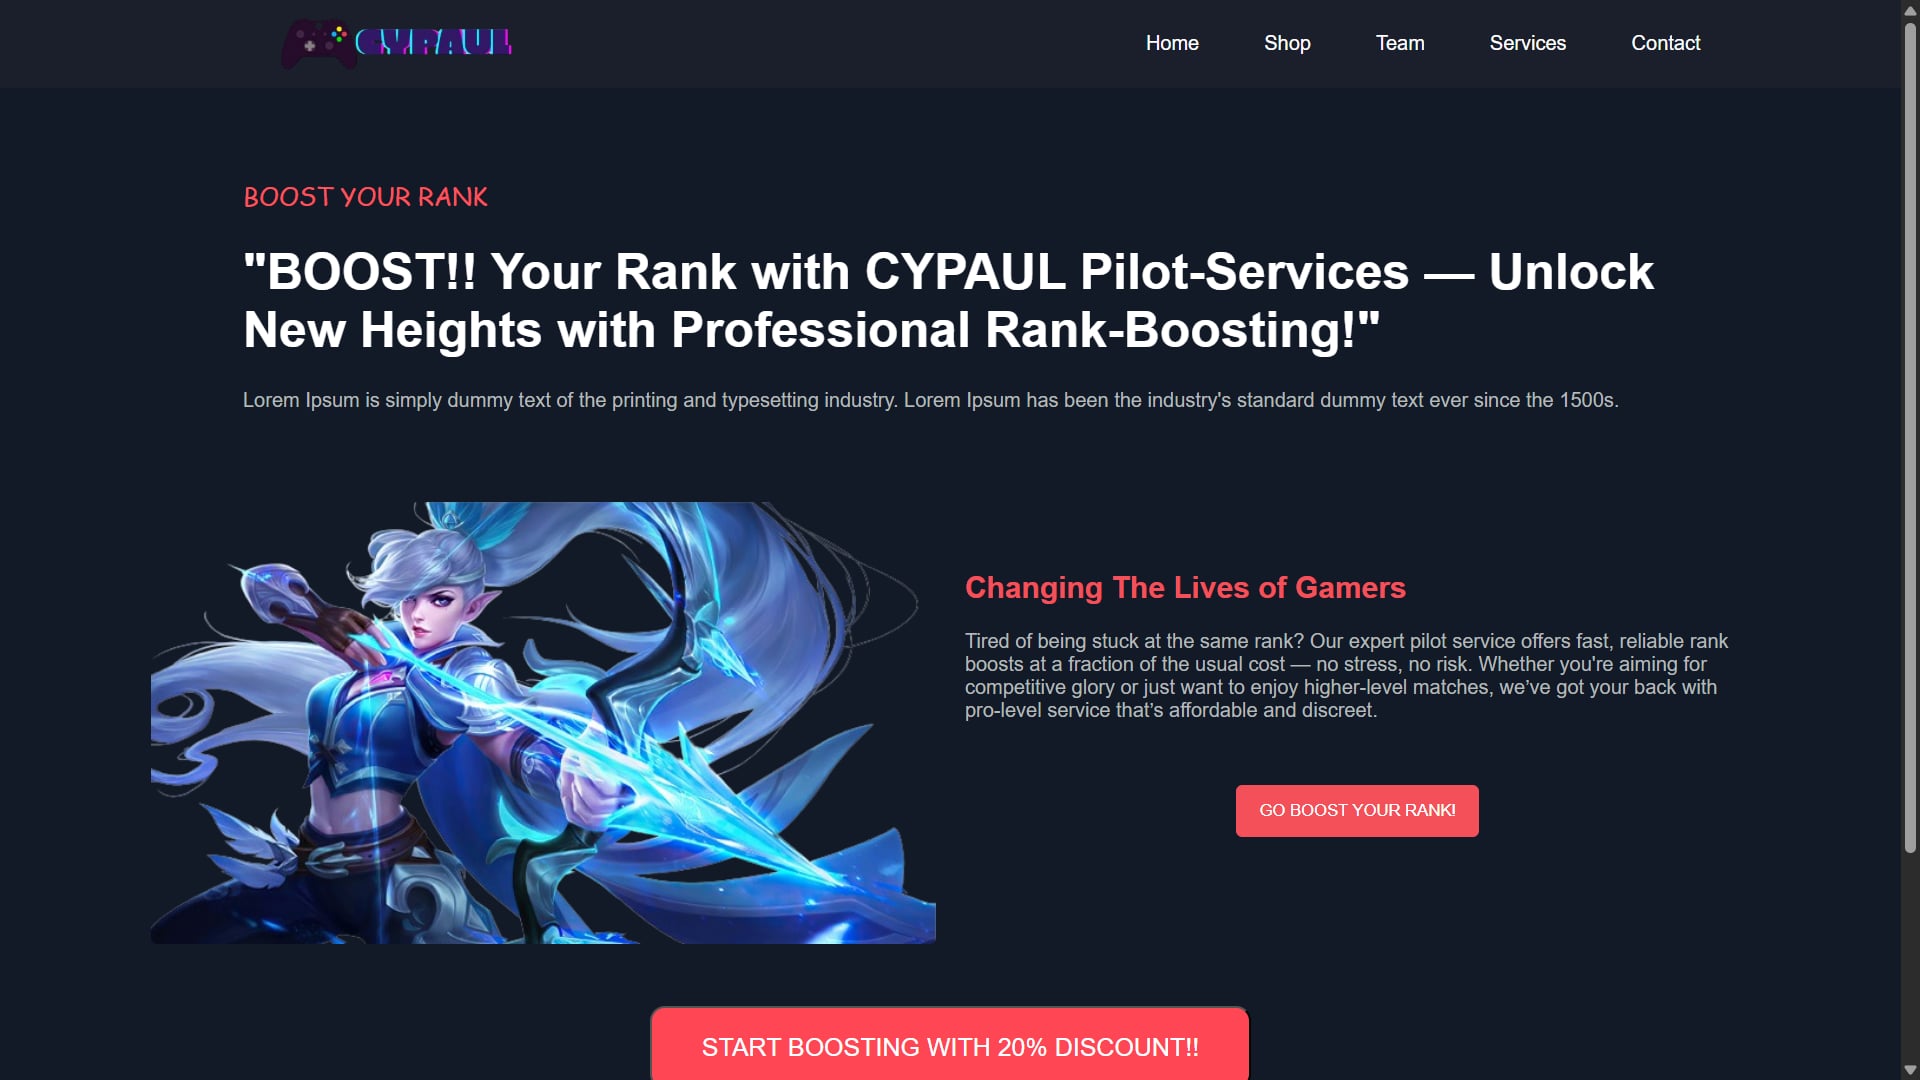 CYPAUL
Home Shop Team Services Contact
BOOST YOUR RANK
"BOOST!! Your Rank with CYPAUL Pilot-Services — Unlock
New Heights with Professional Rank-Boosting!"
Lorem Ipsum is simply dummy text of the printing and typesetting industry. Lorem Ipsum has been the industry's standard dummy text ever since the 1500s.
Changing The Lives of Gamers
Tired of being stuck at the same rank? Our expert pilot service offers fast, reliable rank
boosts at a fraction of the usual cost — no stress, no risk. Whether you're aiming for
competitive glory or just want to enjoy higher-level matches, we’ve got your back with
pro-level service that’s affordable and discreet.
GO BOOST YOUR RANK!
START BOOSTING WITH 20% DISCOUNT!!